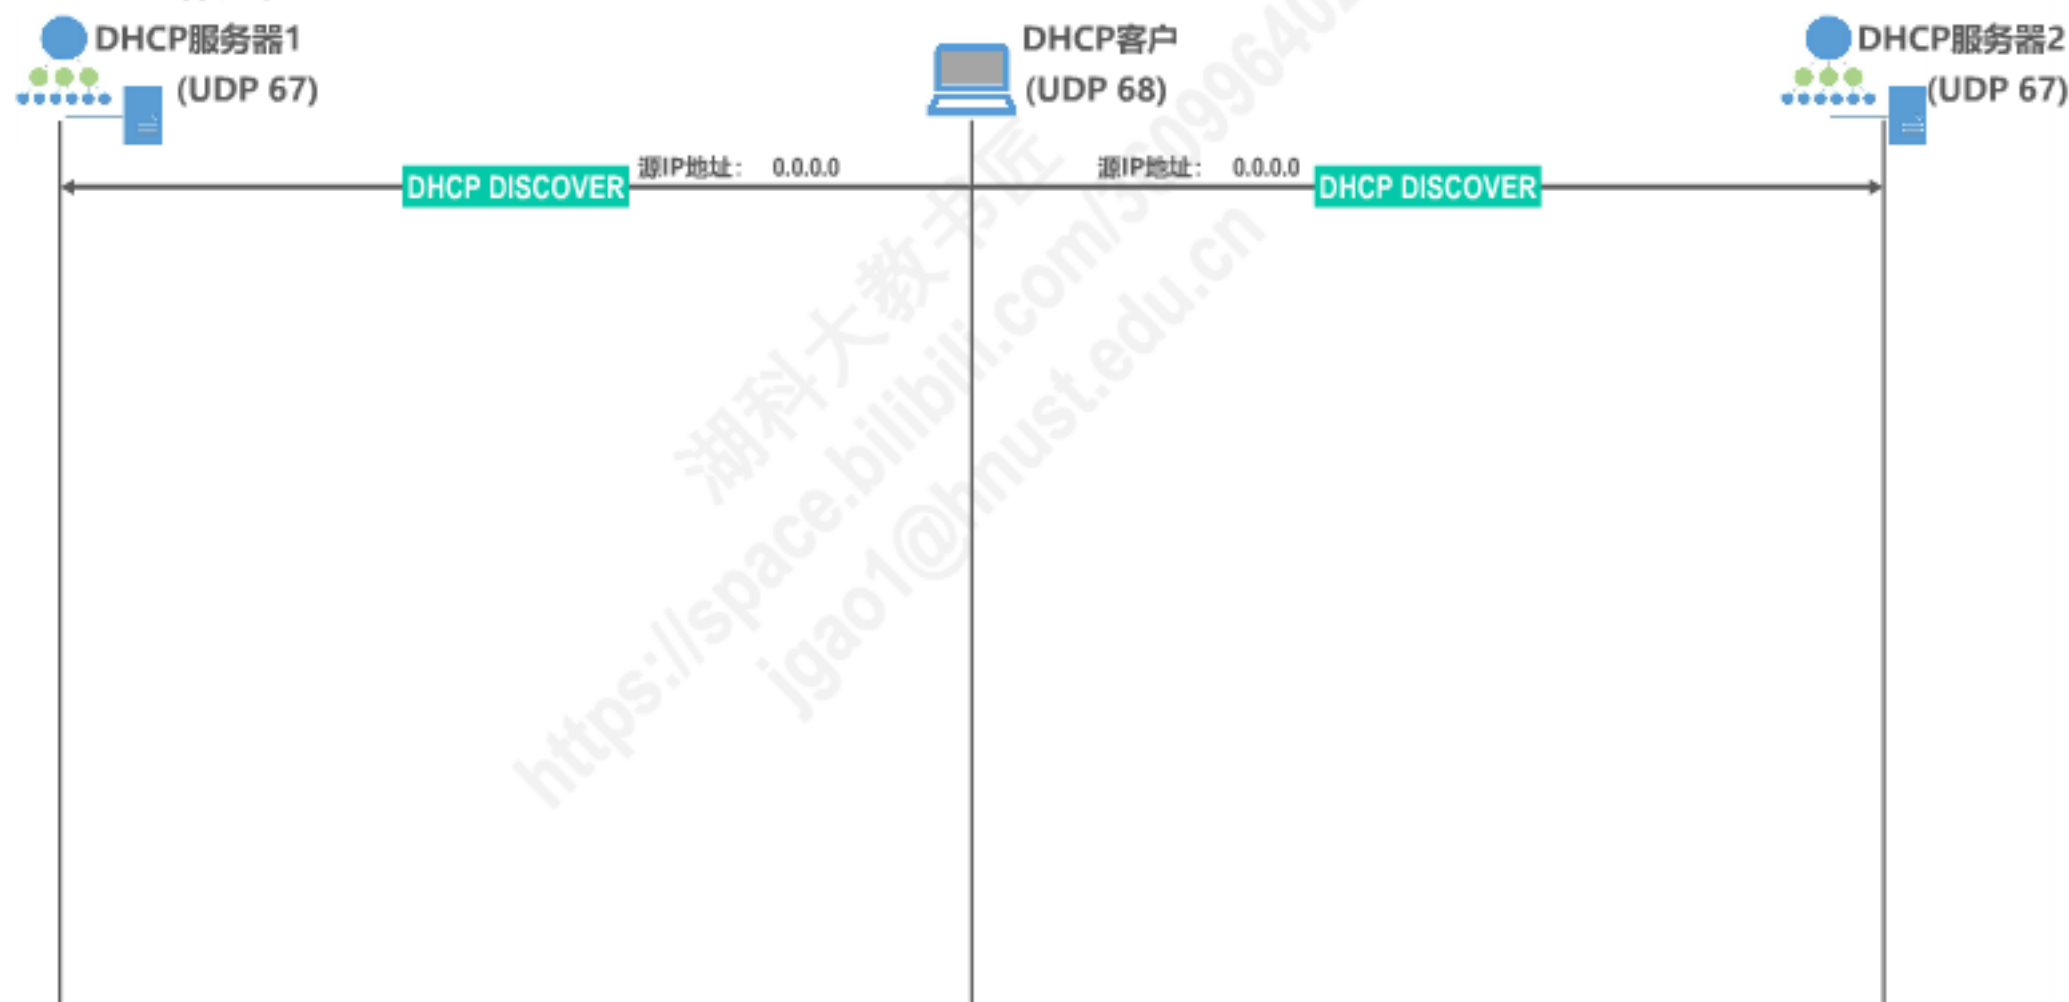 DHCP服务器1
(UDP 67)
DHCP客户
(UDP 68)
DHCP服务器2
(UDP 67)
源IP地址： 0.0.0.0
源IP地址： 0.0.0.0
DHCP DISCOVER
DHCP DISCOVER
湖科大教书匠
https://space.bilibili.com/360996402
jgao1@hnust.edu.cn